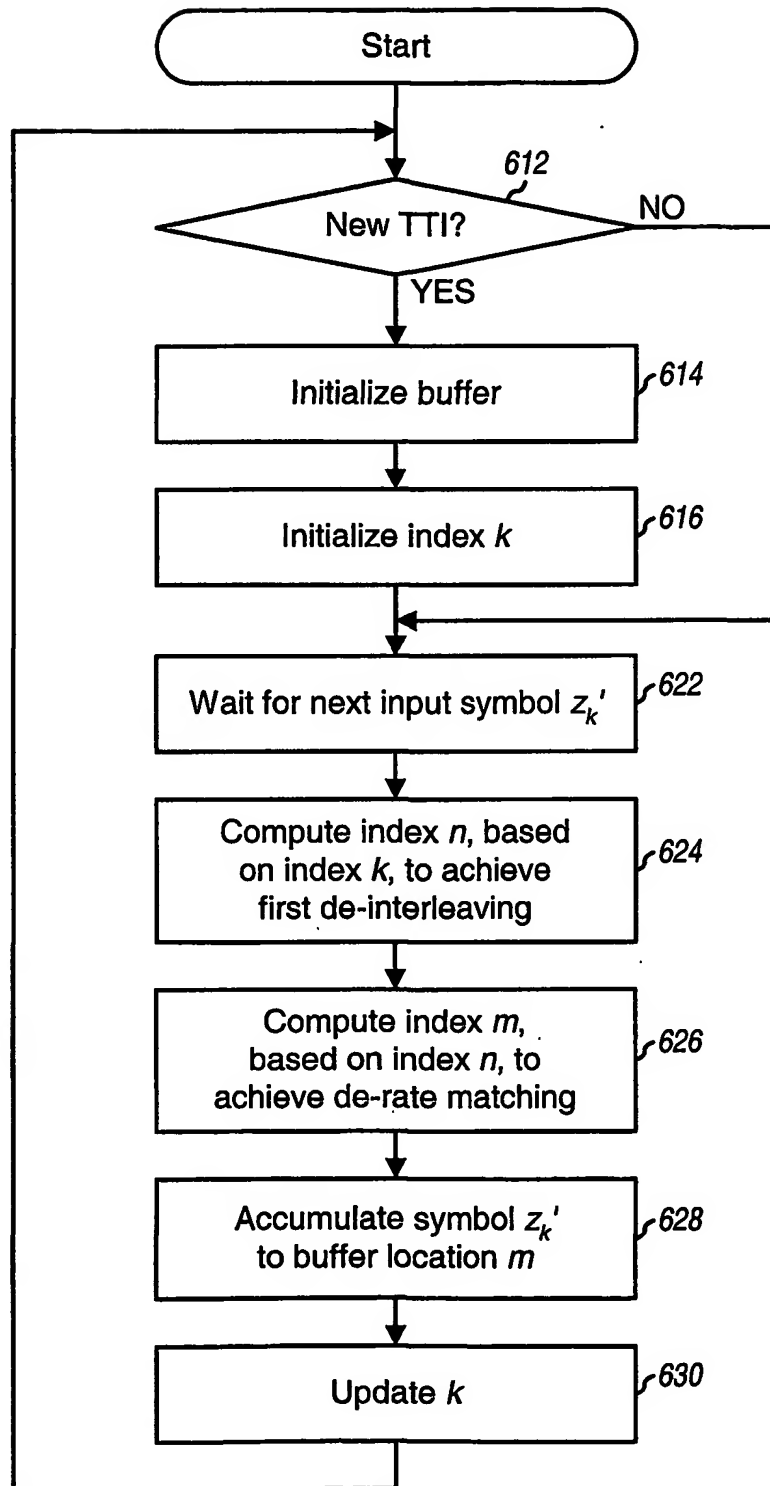 Start
612
New TTI?
NO
YES
Initialize buffer
614
Initialize index k
616
Wait for next input symbol zk'
622
Compute index n, based
on index k, to achieve
first de-interleaving
624
Compute index m,
based on index n, to
achieve de-rate matching
626
Accumulate symbol zk'
to buffer location m
628
Update k
630